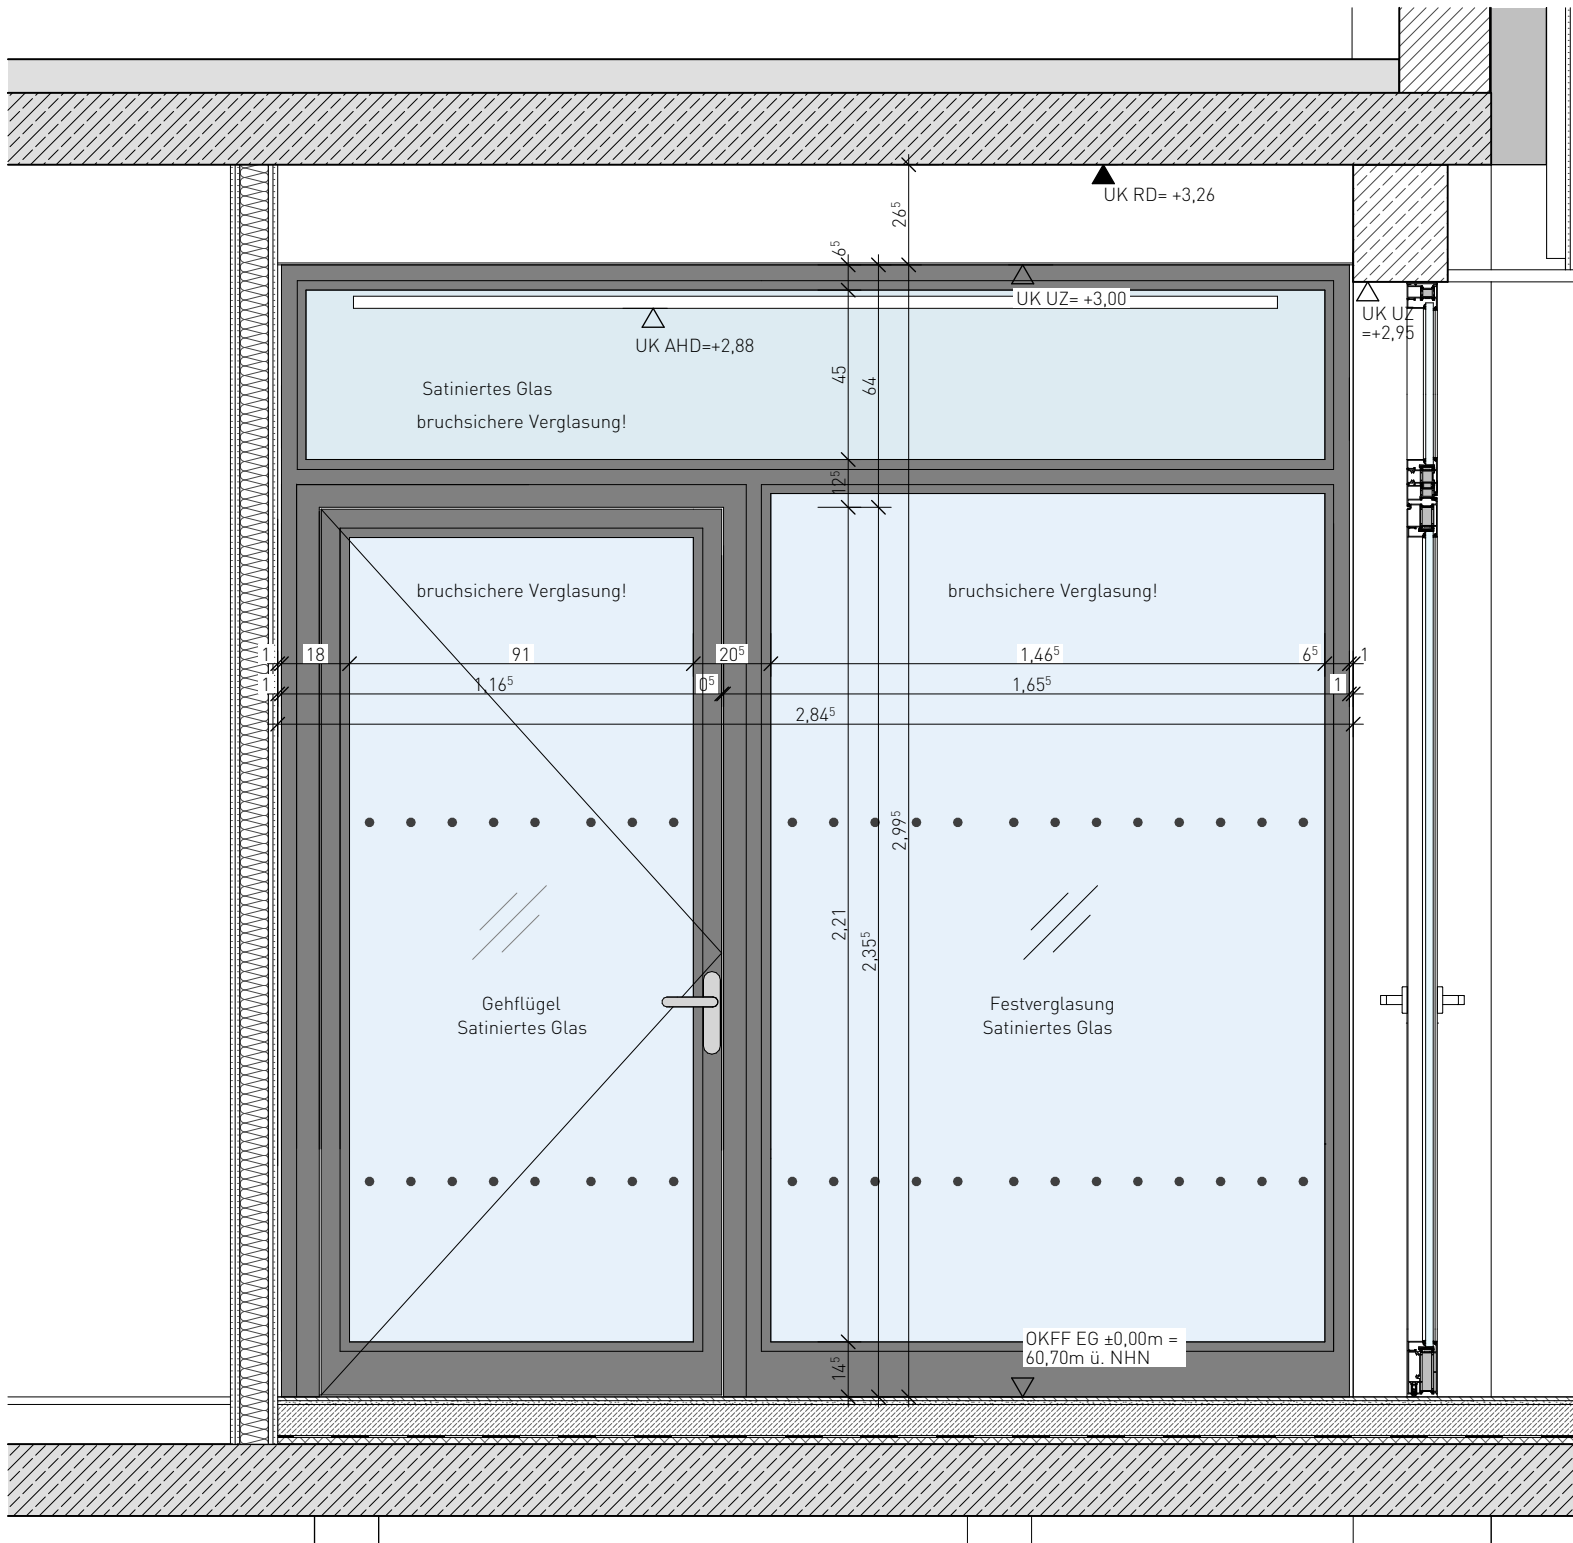 UK RD= +3,26
26⁵
6⁵
UK UZ= +3,00
UK UZ
=+2,95
UK AHD=+2,88
45
64
Satiniertes Glas
bruchsichere Verglasung!
12⁵
bruchsichere Verglasung!
bruchsichere Verglasung!
1
18
91
20⁵
1,46⁵
6⁵
1
1
1,16⁵
0⁵
1,65⁵
1
2,84⁵
2,99⁵
2,21
2,35⁵
Gehflügel
Satiniertes Glas
Festverglasung
Satiniertes Glas
OKFF EG ±0,00m =
60,70m ü. NHN
14⁵